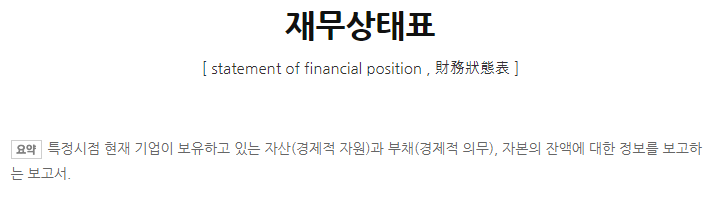 재무상태표
[ statement of financial position , 財務狀態表 ]
요약 특정시점 현재 기업이 보유하고 있는 자산(경제적 자원)과 부채(경제적 의무), 자본의 잔액에 대한 정보를 보고하
는 보고서.